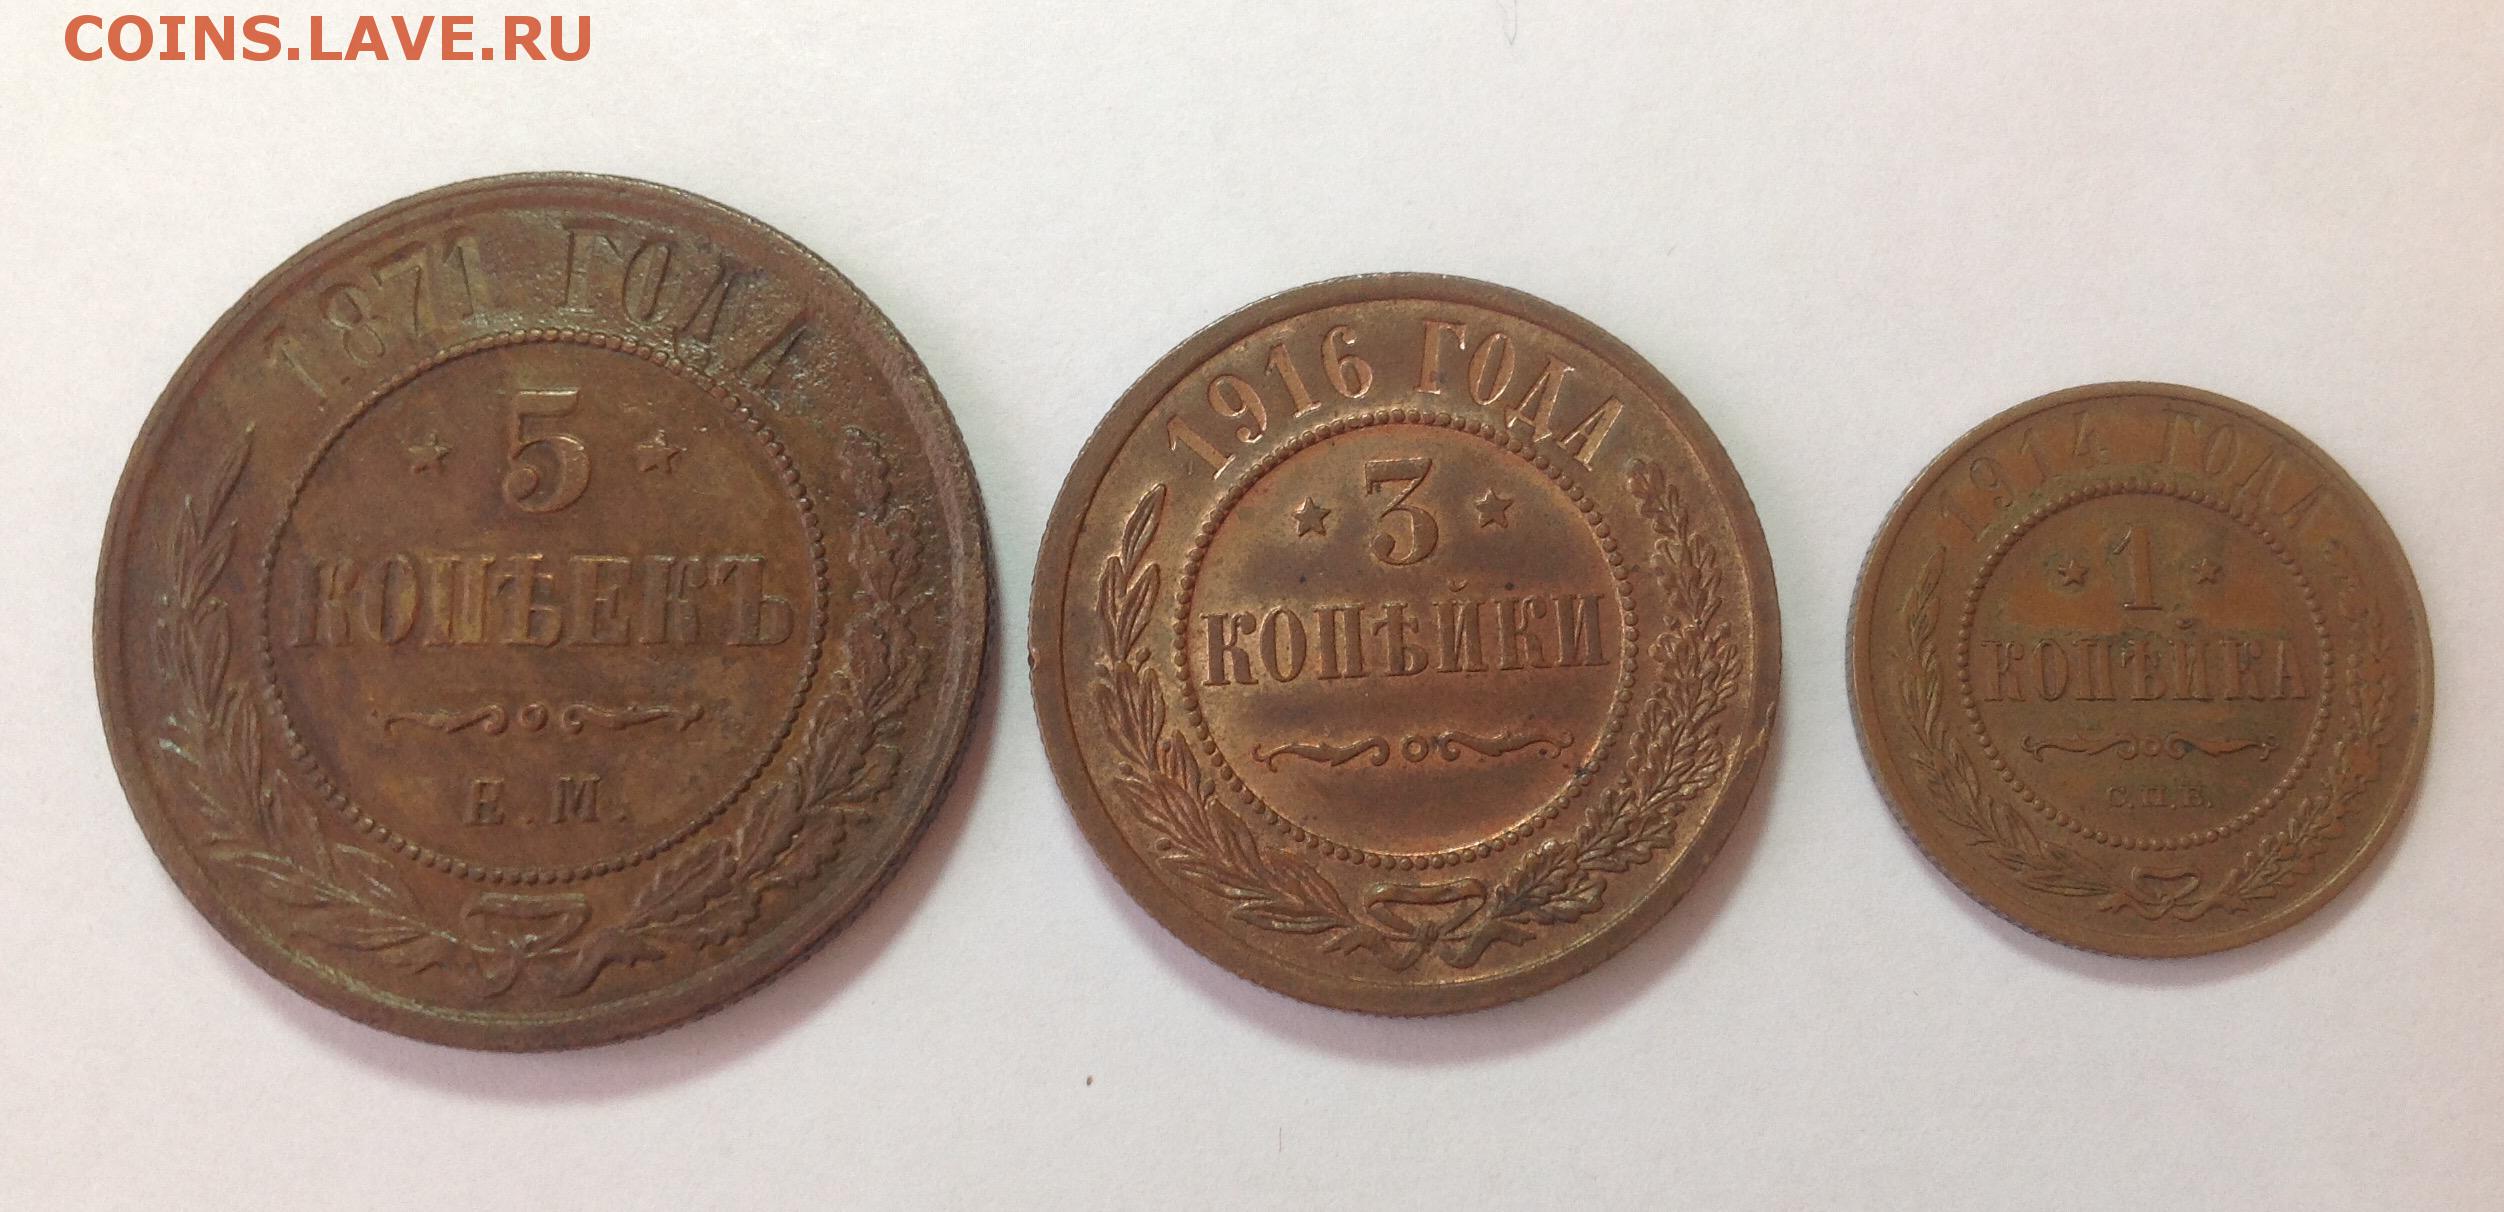 COINS.LAVE.RU
1871 ГОДА
5
КОПѢЕКЪ
Е.М.
1916 ГОДА
3
КОПѢЙКИ
1914 ГОДА
1
КОПѢЙКА
С.П.Б.